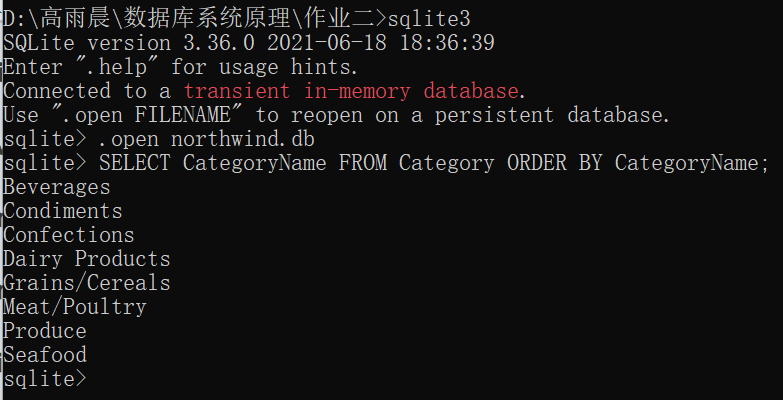 D:\高雨晨\数据库系统原理\作业二>sqlite3
SQLite version 3.36.0 2021-06-18 18:36:39
Enter ".help" for usage hints.
Connected to a transient in-memory database.
Use ".open FILENAME" to reopen on a persistent database.
sqlite> .open northwind.db
sqlite> SELECT CategoryName FROM Category ORDER BY CategoryName;
Beverages
Condiments
Confections
Dairy Products
Grains/Cereals
Meat/Poultry
Produce
Seafood
sqlite>